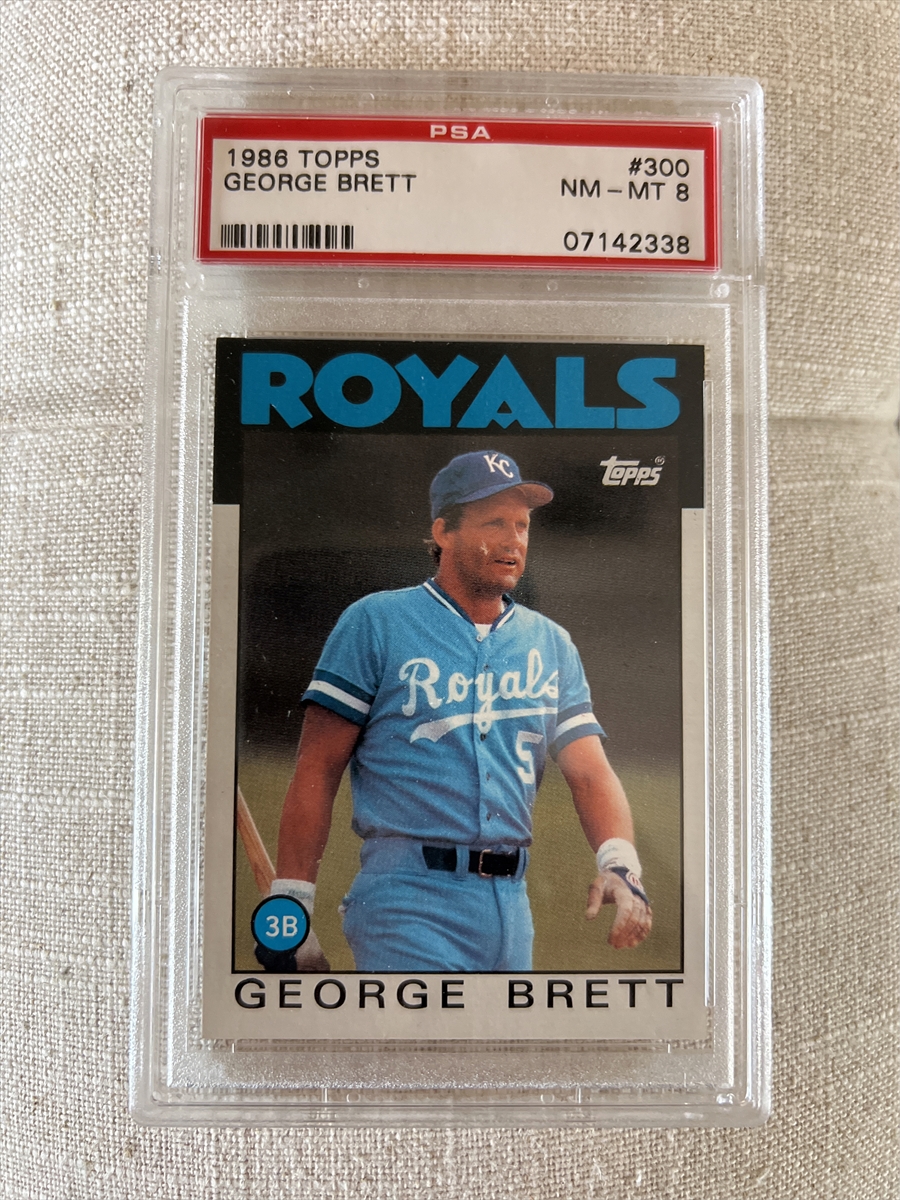 PSA
1986 TOPPS
#300
GEORGE BRETT
NM-MT 8
07142338
ROYALS
topps
KC
Royals
5
3B
GEORGE BRETT